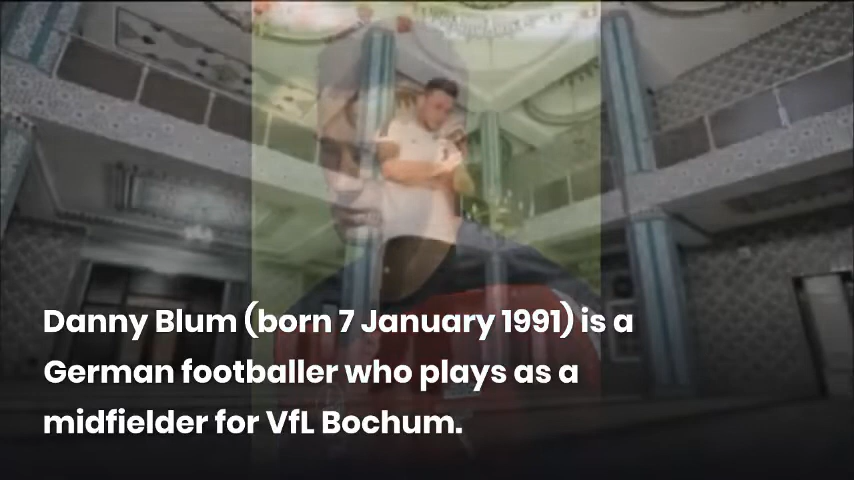 Danny Blum (born 7 January 1991) is a
German footballer who plays as a
midfielder for VfL Bochum.